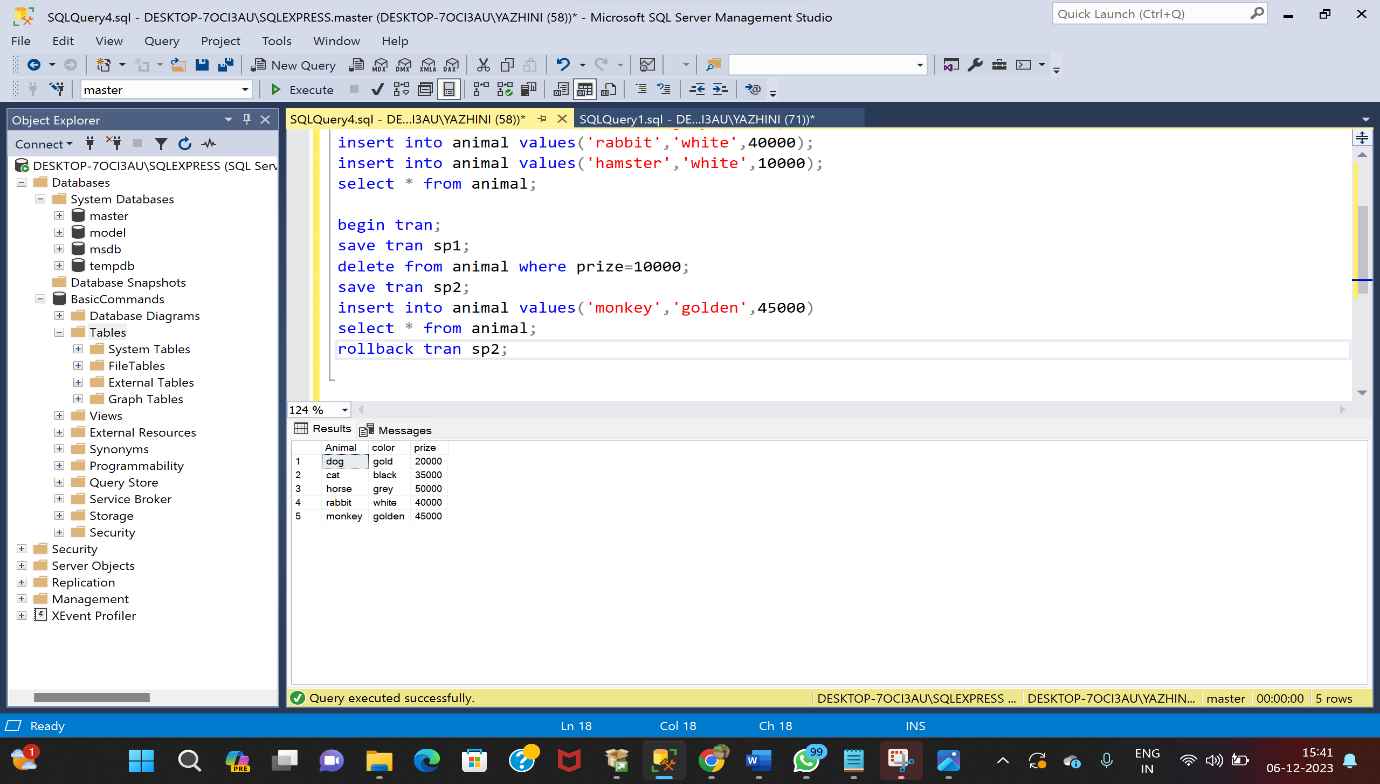 SQLQuery4.sql - DESKTOP-7OCI3AU\SQLEXPRESS.master (DESKTOP-7OCI3AU\YAZHINI (58))* - Microsoft SQL Server Management Studio
Quick Launch (Ctrl+Q)
File Edit View Query Project Tools Window Help
New Query MDX DMX XMLA DAX
master Execute
Object Explorer
SQLQuery4.sql - DE...I3AU\YAZHINI (58))* SQLQuery1.sql - DE...I3AU\YAZHINI (71))*
Connect
DESKTOP-7OCI3AU\SQLEXPRESS (SQL Serv
Databases
System Databases
master
model
msdb
tempdb
Database Snapshots
BasicCommands
Database Diagrams
Tables
System Tables
FileTables
External Tables
Graph Tables
Views
External Resources
Synonyms
Programmability
Query Store
Service Broker
Storage
Security
Security
Server Objects
Replication
Management
XEvent Profiler
insert into animal values('rabbit','white',40000);
insert into animal values('hamster','white',10000);
select * from animal;
begin tran;
save tran sp1;
delete from animal where prize=10000;
save tran sp2;
insert into animal values('monkey','golden',45000)
select * from animal;
rollback tran sp2;
124 %
Results Messages
Animal color prize
1 dog gold 20000
2 cat black 35000
3 horse grey 50000
4 rabbit white 40000
5 monkey golden 45000
Query executed successfully. DESKTOP-7OCI3AU\SQLEXPRESS ... DESKTOP-7OCI3AU\YAZHIN... master 00:00:00 5 rows
Ready Ln 18 Col 18 Ch 18 INS
1 PRE 99 ENG 15:41
IN 06-12-2023